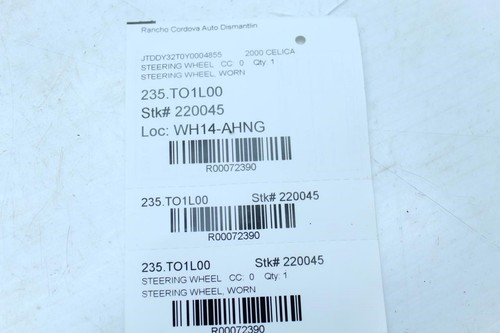 Rancho Cordova Auto Dismantlin
JTDDY32T0Y0004855 2000 CELICA
STEERING WHEEL CC: 0 Qty: 1
STEERING WHEEL, WORN
235.TO1L00
Stk# 220045
Loc: WH14-AHNG
R00072390
235.TO1L00 Stk# 220045
R00072390
235.TO1L00 Stk# 220045
STEERING WHEEL CC: 0 Qty: 1
STEERING WHEEL, WORN
R00072390